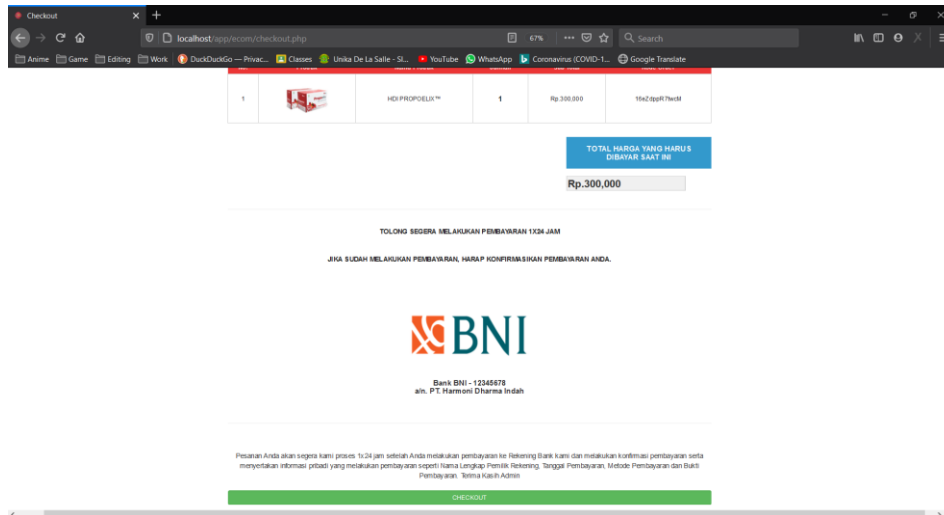 Checkout
localhost/app/ecom/checkout.php
67%
Search
Anime Game Editing Work DuckDuckGo — Privac... Classes Unika De La Salle - Sl... YouTube WhatsApp Coronavirus (COVID-1... Google Translate
1 HDI PROPOELIX™ 1 Rp.300.000
TOTAL HARGA YANG HARUS
DIBAYAR SAAT INI
Rp.300,000
TOLONG SEGERA MELAKUKAN PEMBAYARAN 1X24 JAM
JIKA SUDAH MELAKUKAN PEMBAYARAN, HARAP KONFIRMASIKAN PEMBAYARAN ANDA.
BNI
Bank BNI - 12345678
a/n. PT. Harmoni Dharma Indah
Pesanan Anda akan segera kami proses 1x24 jam setelah Anda melakukan pembayaran ke Rekening Bank kami dan melakukan konfirmasi pembayaran serta
menyertakan informasi pribadi yang melakukan pembayaran seperti Nama Lengkap Pemilik Rekening, Tanggal Pembayaran, Metode Pembayaran dan Bukti
Pembayaran. Terima Kasih Admin
CHECKOUT